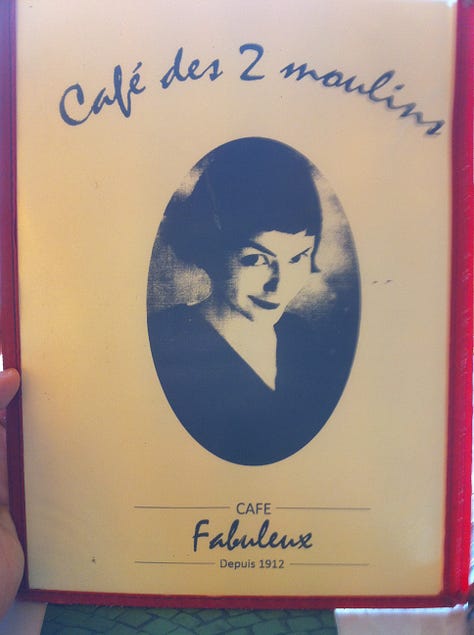 Café des 2 moulins
CAFE
Fabuleux
Depuis 1912